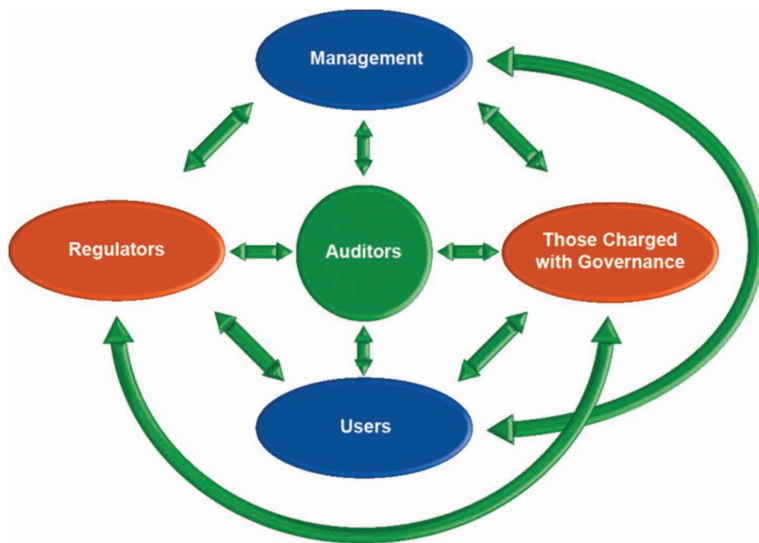 Management
Regulators
Auditors
Those Charged
with Governance
Users